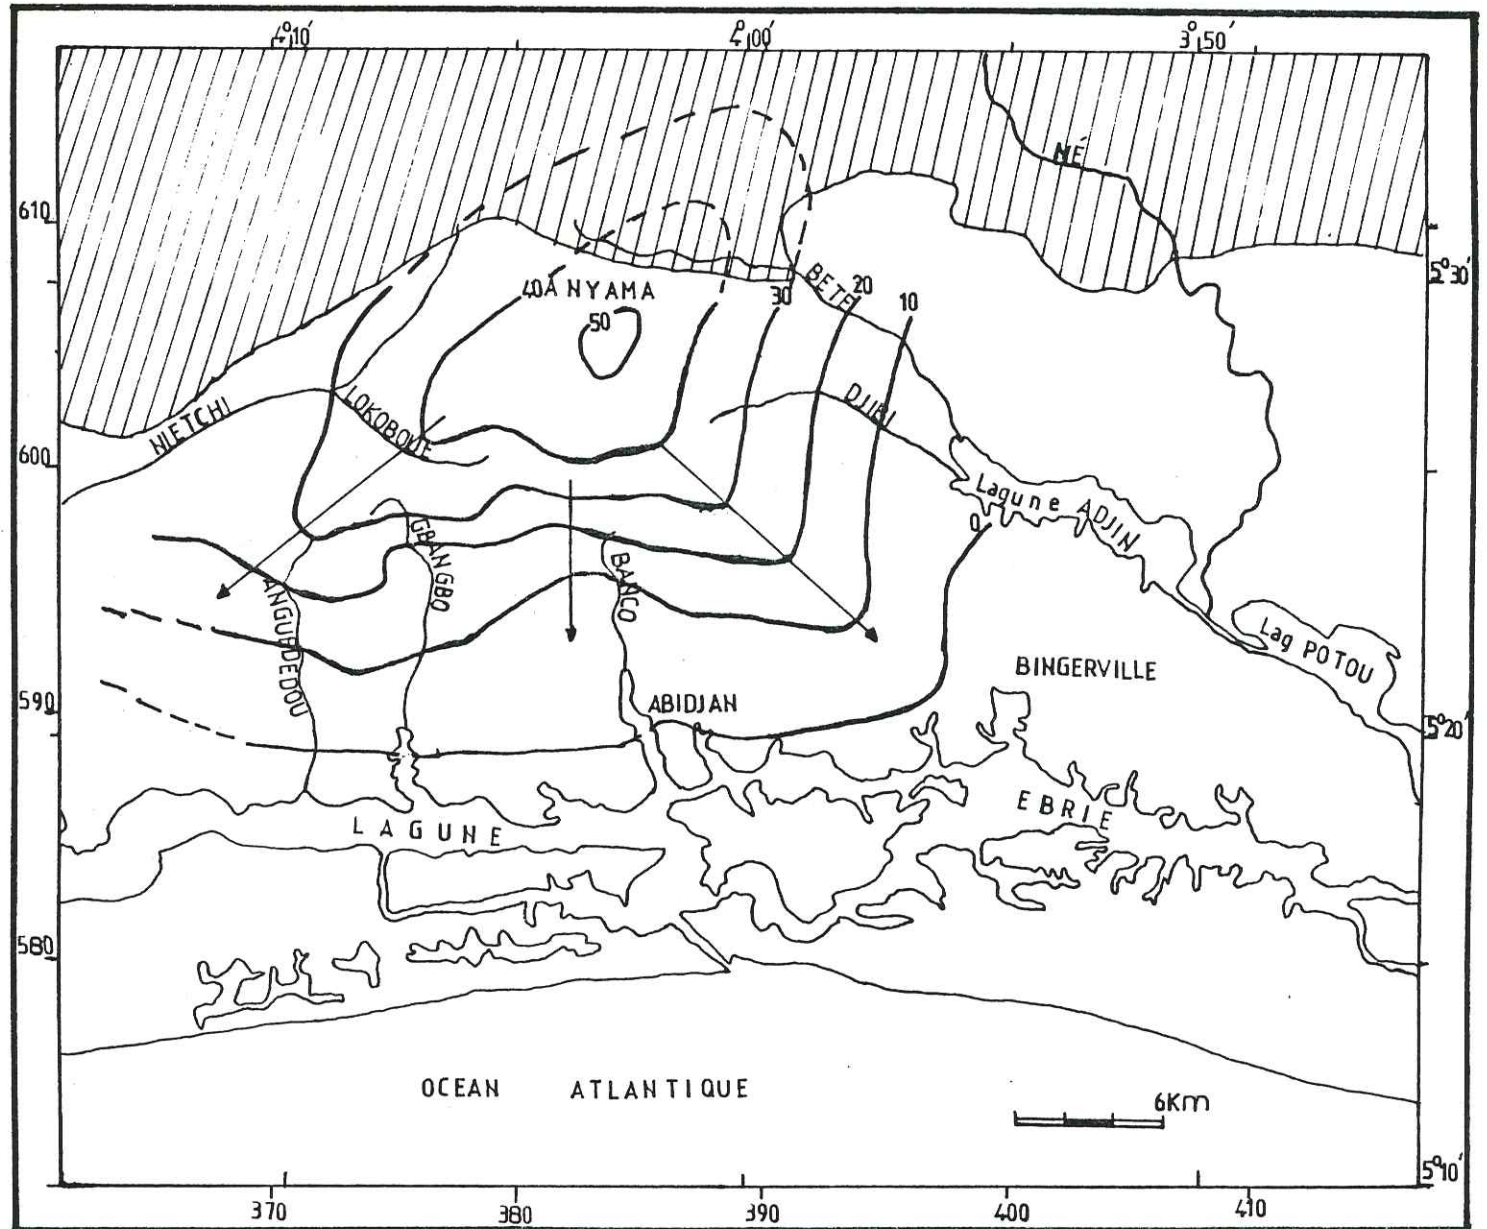 4°10'
4°00'
3°50'
MÉ
610
5°30'
BETE
20
ANYAMA
40
30
10
50
DJIBI
LOKOBOUE
NIETCHI
600
Lagune ADJIN
0
GBANGBO
BANCO
ANGUEDEDOU
Lag POTOU
BINGERVILLE
590
ABIDJAN
5°20'
EBRIE
LAGUNE
580
OCEAN ATLANTIQUE
6Km
5°10'
370
380
390
400
410